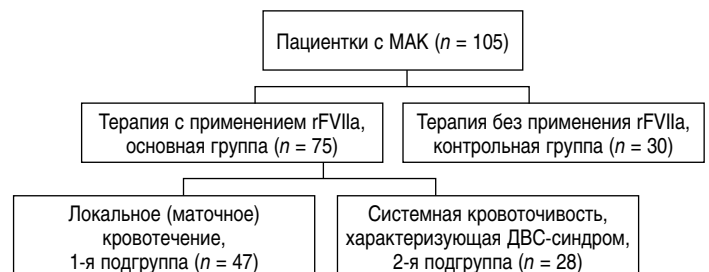 Пациентки с МАК (n = 105)
Терапия с применением rFVIIa,
основная группа (n = 75)
Терапия без применения rFVIIa,
контрольная группа (n = 30)
Локальное (маточное)
кровотечение,
1-я подгруппа (n = 47)
Системная кровоточивость,
характеризующая ДВС-синдром,
2-я подгруппа (n = 28)